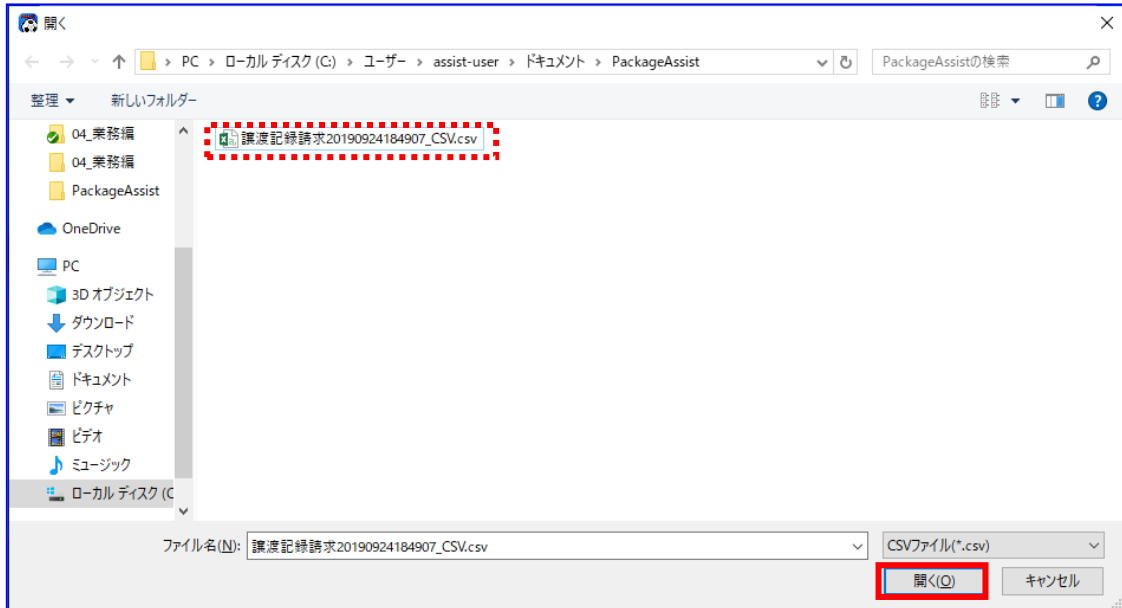 開く
PC › ローカル ディスク (C:) › ユーザー › assist-user › ドキュメント › PackageAssist
PackageAssistの検索
整理 新しいフォルダー
04_業務編
04_業務編
PackageAssist
OneDrive
PC
3D オブジェクト
ダウンロード
デスクトップ
ドキュメント
ピクチャ
ビデオ
ミュージック
ローカル ディスク (C
譲渡記録請求20190924184907_CSV.csv
ファイル名(N): 譲渡記録請求20190924184907_CSV.csv
CSVファイル(*.csv)
開く(O) キャンセル